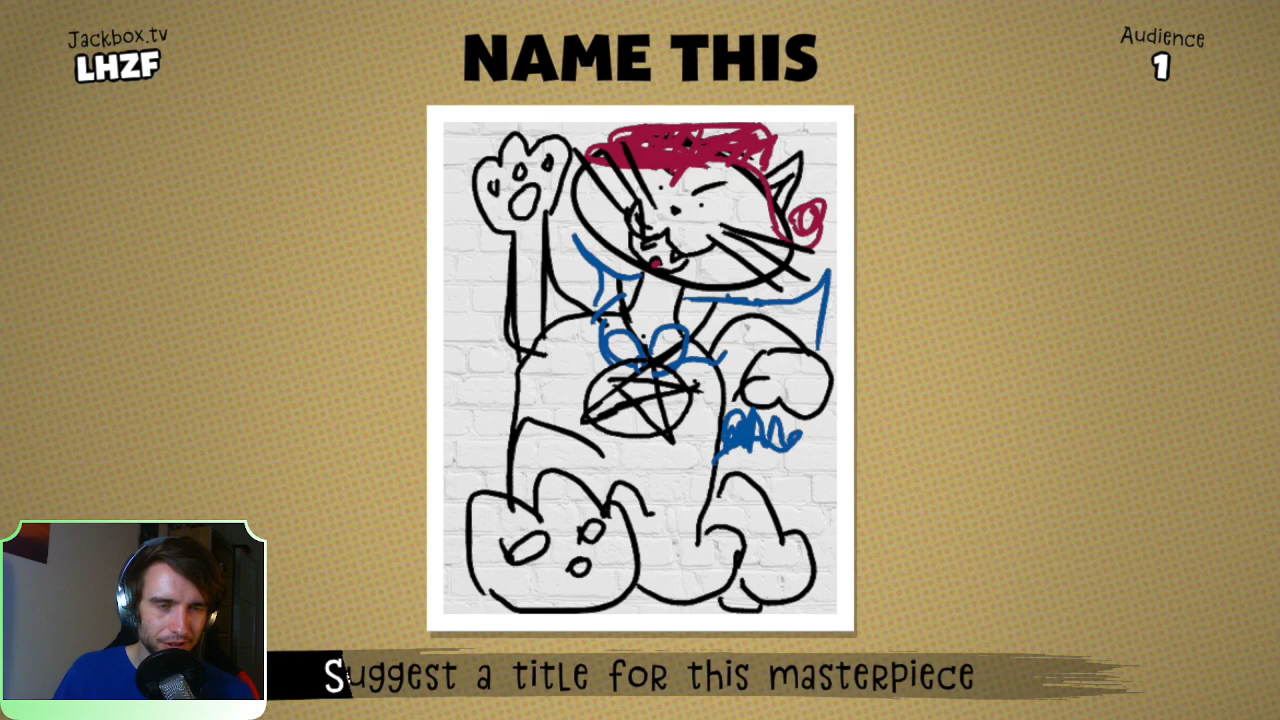 Jackbox.tv
LHZF
NAME THIS
Audience
1
Suggest a title for this masterpiece